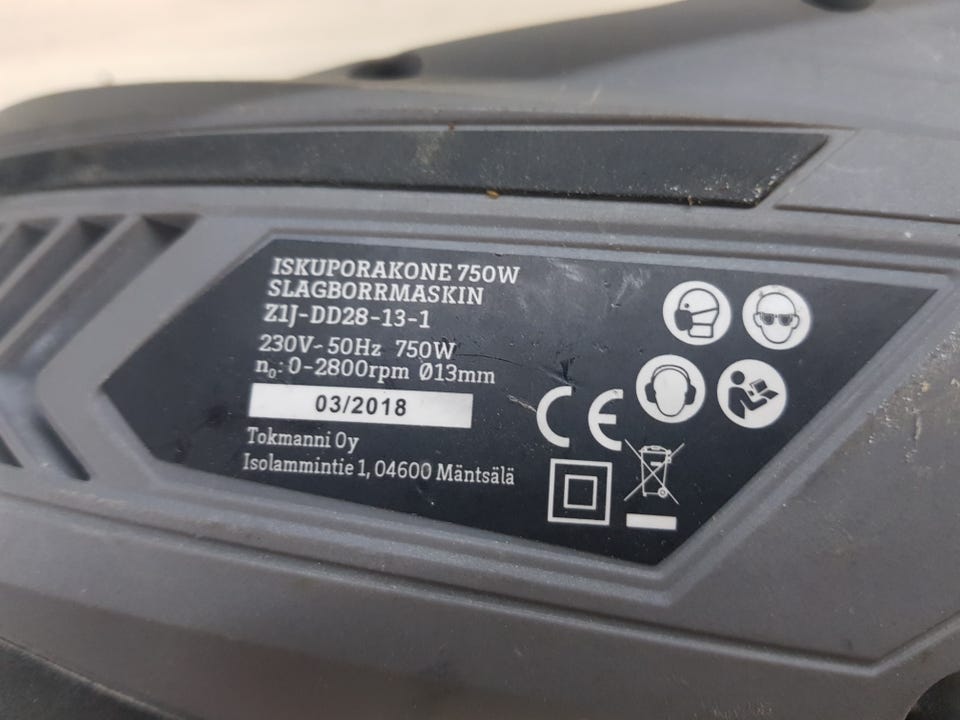 ISKUPORAKONE 750W
SLAGBORRMASKIN
Z1J-DD28-13-1
230V~50Hz 750W
n₀: 0-2800rpm Ø13mm
03/2018
Tokmanni Oy
Isolammintie 1, 04600 Mäntsälä
CE